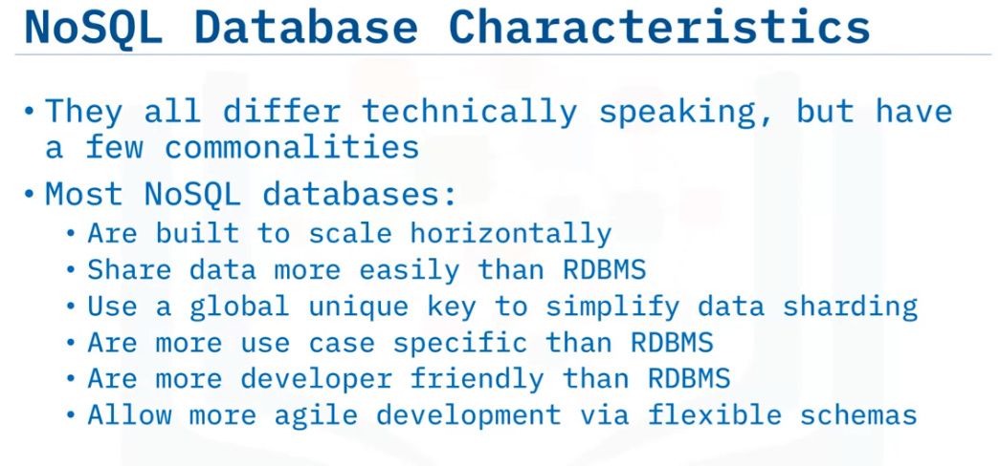 NoSQL Database Characteristics
• They all differ technically speaking, but have
a few commonalities
• Most NoSQL databases:
• Are built to scale horizontally
• Share data more easily than RDBMS
• Use a global unique key to simplify data sharding
• Are more use case specific than RDBMS
• Are more developer friendly than RDBMS
• Allow more agile development via flexible schemas